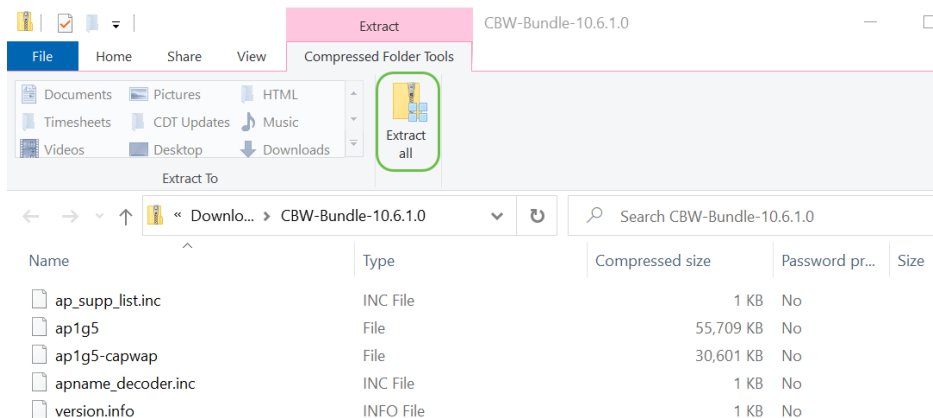 Extract
CBW-Bundle-10.6.1.0
File Home Share View Compressed Folder Tools
Documents Pictures HTML
Timesheets CDT Updates Music
Videos Desktop Downloads
Extract all
Extract To
« Downlo... > CBW-Bundle-10.6.1.0
Search CBW-Bundle-10.6.1.0
Name Type Compressed size Password pr... Size
ap_supp_list.inc INC File 1 KB No
ap1g5 File 55,709 KB No
ap1g5-capwap File 30,601 KB No
apname_decoder.inc INC File 1 KB No
version.info INFO File 1 KB No